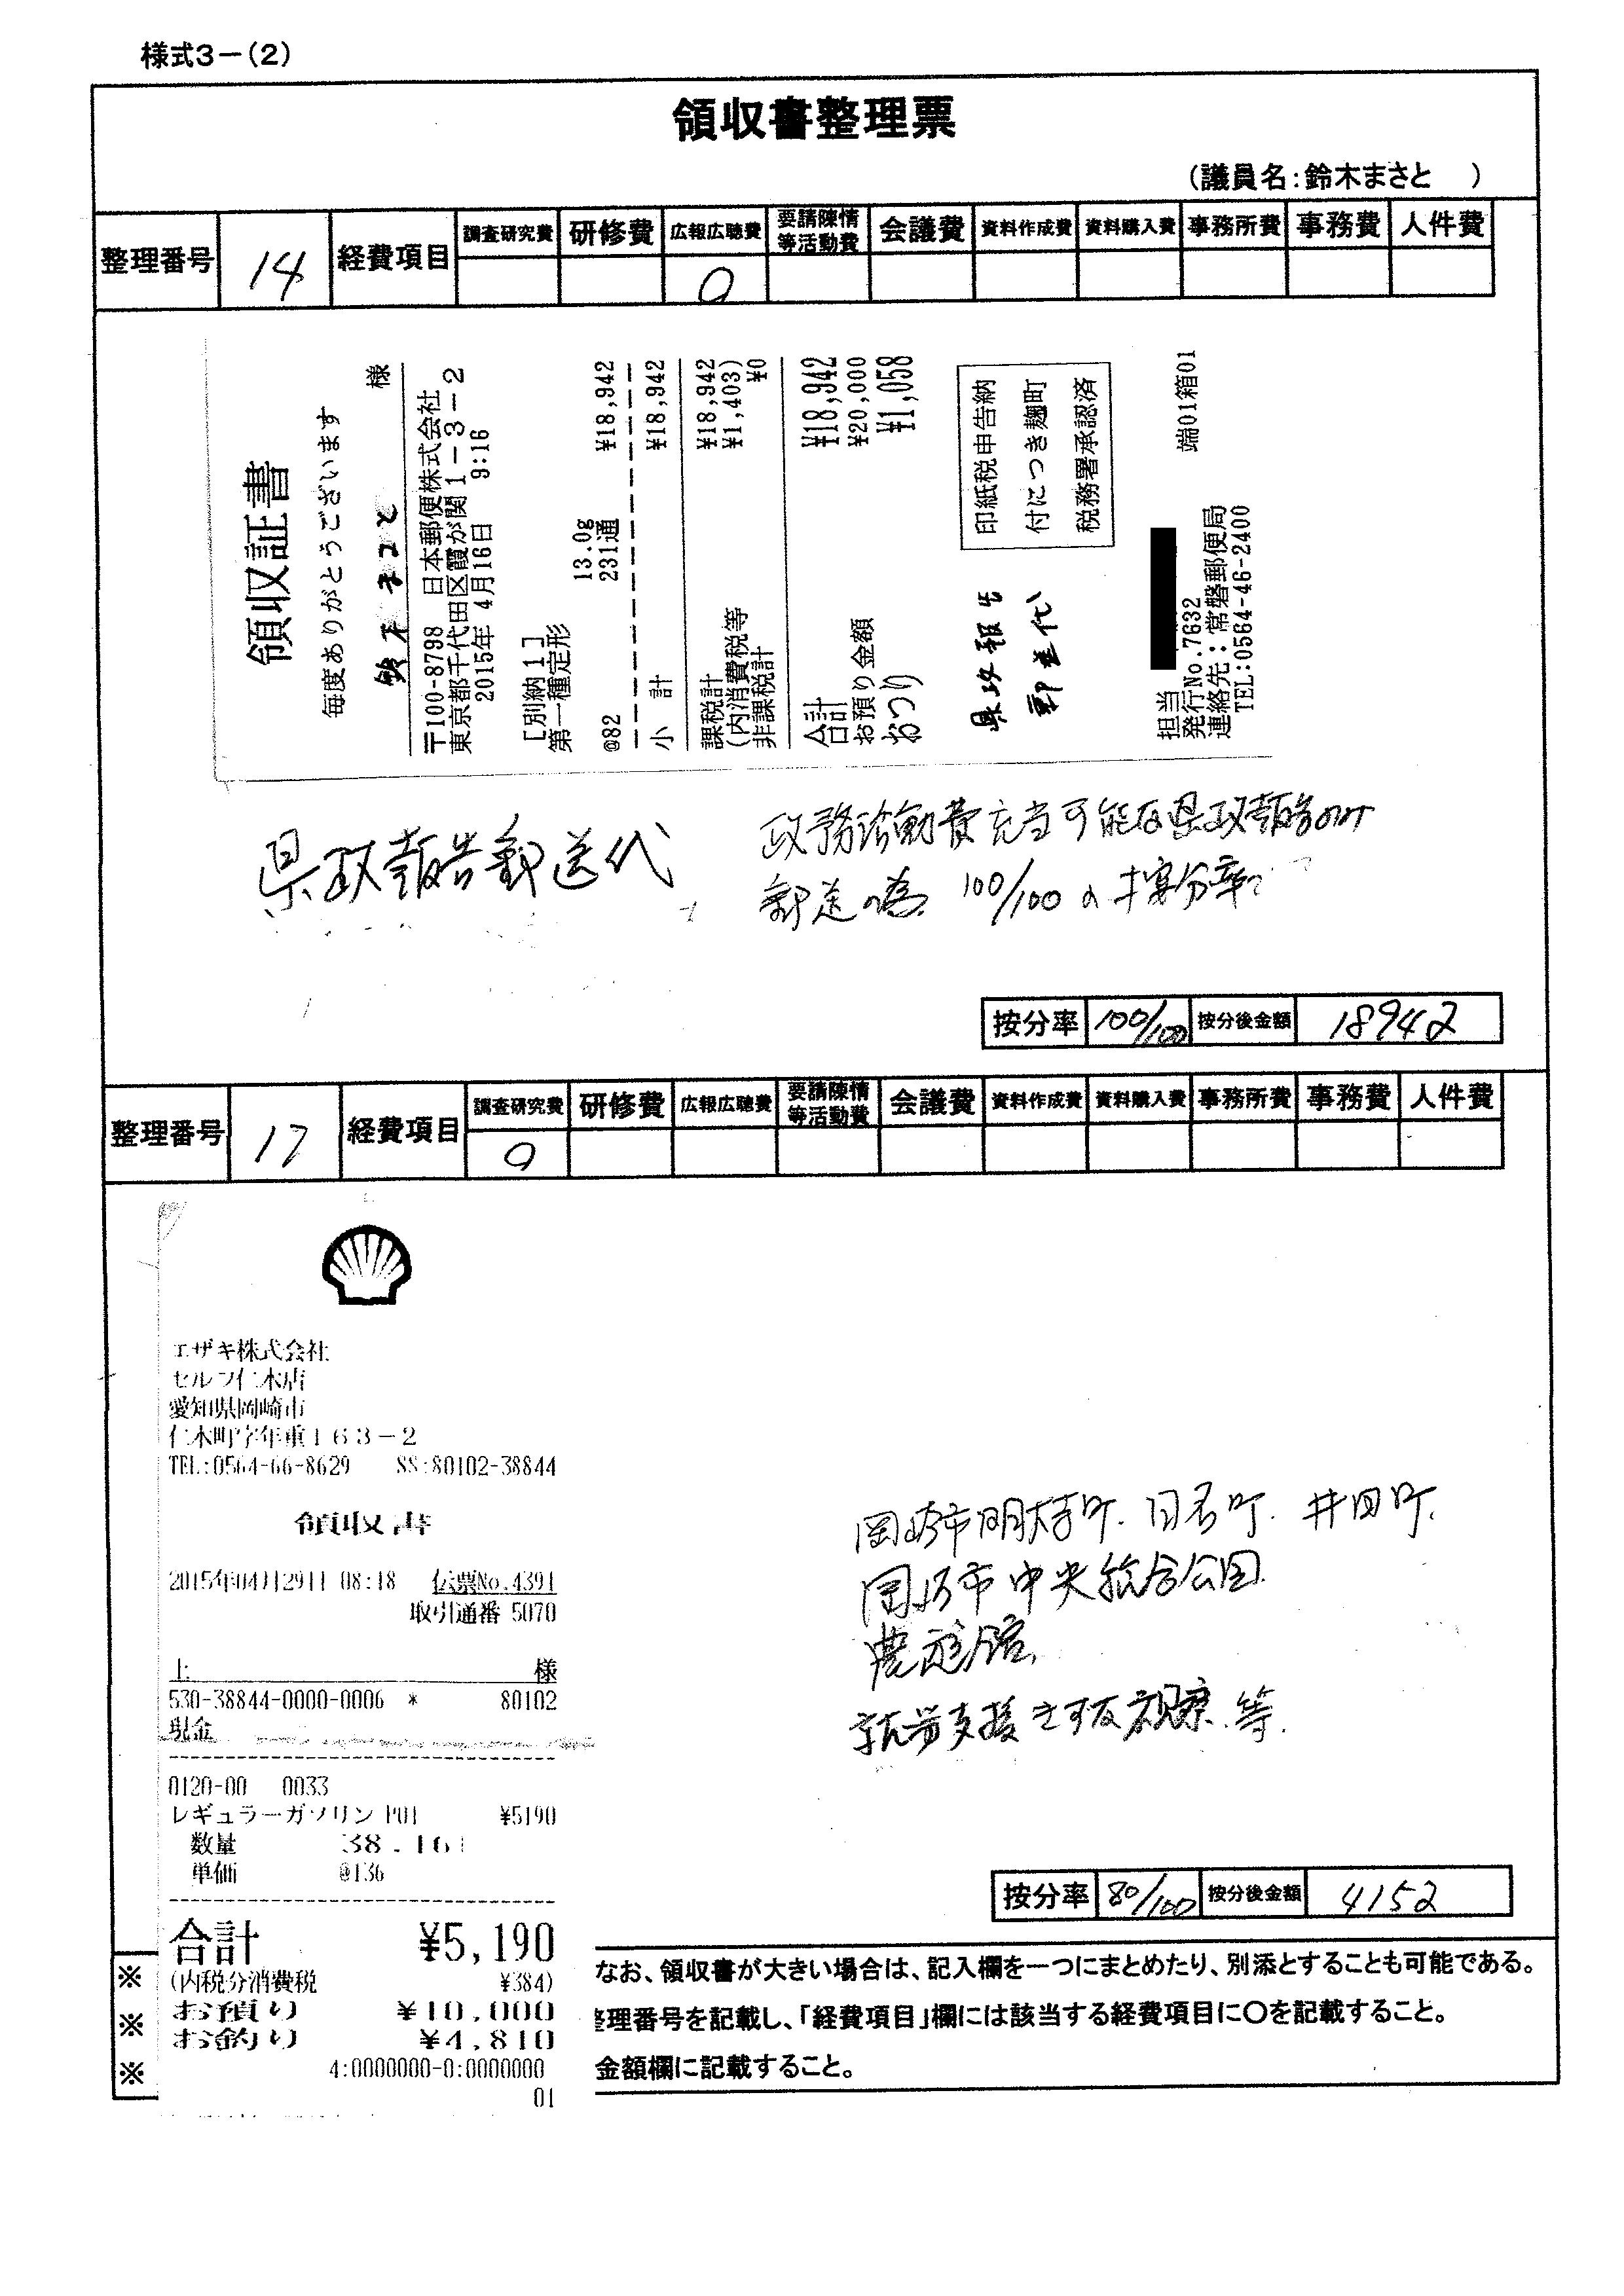 様式3-(2)
領収書整理票
(議員名:鈴木まさと )
整理番号 14 経費項目 調査研究費 研修費 広報広聴費 要請陳情等活動費 会議費 資料作成費 資料購入費 事務所費 事務費 人件費
○
領収証書
毎度ありがとうございます
鈴木まさと 様
〒100-8798 日本郵便株式会社
東京都千代田区霞が関1-3-2
2015年 4月16日 9:16
[別納1]
第一種定形 13.0g
@82 231通 ¥18,942
小 計 ¥18,942
課税計 ¥18,942
(内消費税等 ¥1,403)
非課税計 ¥0
合計 ¥18,942
お預り金額 ¥20,000
おつり ¥1,058
印紙税申告納
付につき麹町
税務署承認済
県政報告
郵送代
担当
発行No.7632 端01箱01
連絡先:常磐郵便局
TEL:0564-46-2400
県政報告郵送代
政務活動費充当可能な県政報告のみ
郵送の為 100/100の按分率
按分率 100/100 按分後金額 18942
整理番号 17 経費項目 調査研究費 研修費 広報広聴費 要請陳情等活動費 会議費 資料作成費 資料購入費 事務所費 事務費 人件費
○
エザキ株式会社
セルフ仁木店
愛知県岡崎市
仁木町字年重163-2
TEL:0564-66-8629 SS:80102-38844
領収書
2015年04月29日 08:18 伝票No.4391
取引通番 5070
上 様
530-38844-0000-0006 * 80102
現金
0120-00 0033
レギュラーガソリン P01 ¥5190
数量 38.16l
単価 @136
合計 ¥5,190
(内税分消費税 ¥384)
お預り ¥10,000
お釣り ¥4,810
4:0000000-0:0000000
01
岡崎市明大寺町、日名町、井田町、
岡崎市中央総合公園
農遊館、
就労支援きずな視察、等、
按分率 80/100 按分後金額 4152
※ なお、領収書が大きい場合は、記入欄を一つにまとめたり、別添とすることも可能である。
※ 整理番号を記載し、「経費項目」欄には該当する経費項目に○を記載すること。
※ 金額欄に記載すること。